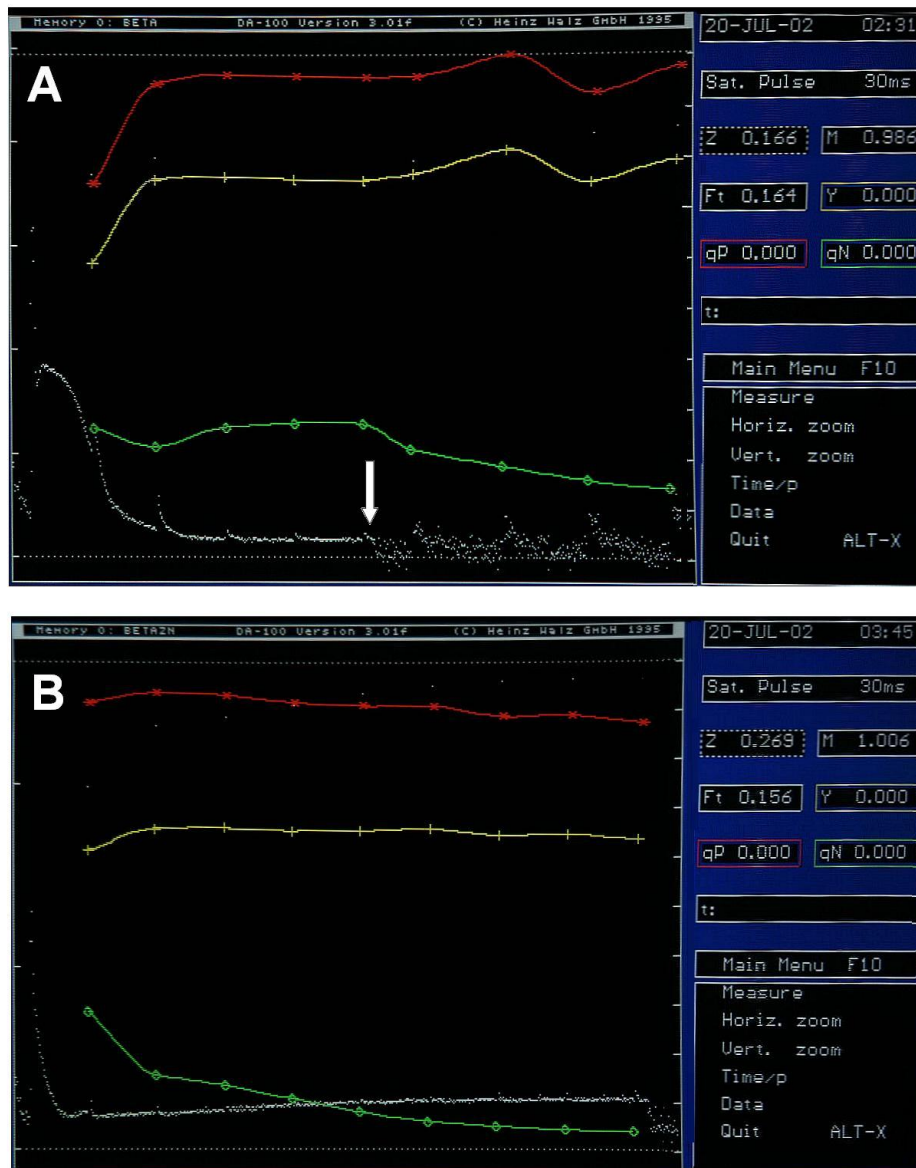 Memory 0: BETA DA-100 Version 3.01f (C) Heinz Walz GmbH 1995
A
20-JUL-02 02:31
Sat. Pulse 30ms
Z 0.166 M 0.986
Ft 0.164 Y 0.000
qP 0.000 qN 0.000
t:
Main Menu F10
Measure
Horiz. zoom
Vert. zoom
Time/p
Data
Quit ALT-X
Memory 0: BETAZN DA-100 Version 3.01f (C) Heinz Walz GmbH 1995
B
20-JUL-02 03:45
Sat. Pulse 30ms
Z 0.269 M 1.006
Ft 0.156 Y 0.000
qP 0.000 qN 0.000
t:
Main Menu F10
Measure
Horiz. zoom
Vert. zoom
Time/p
Data
Quit ALT-X